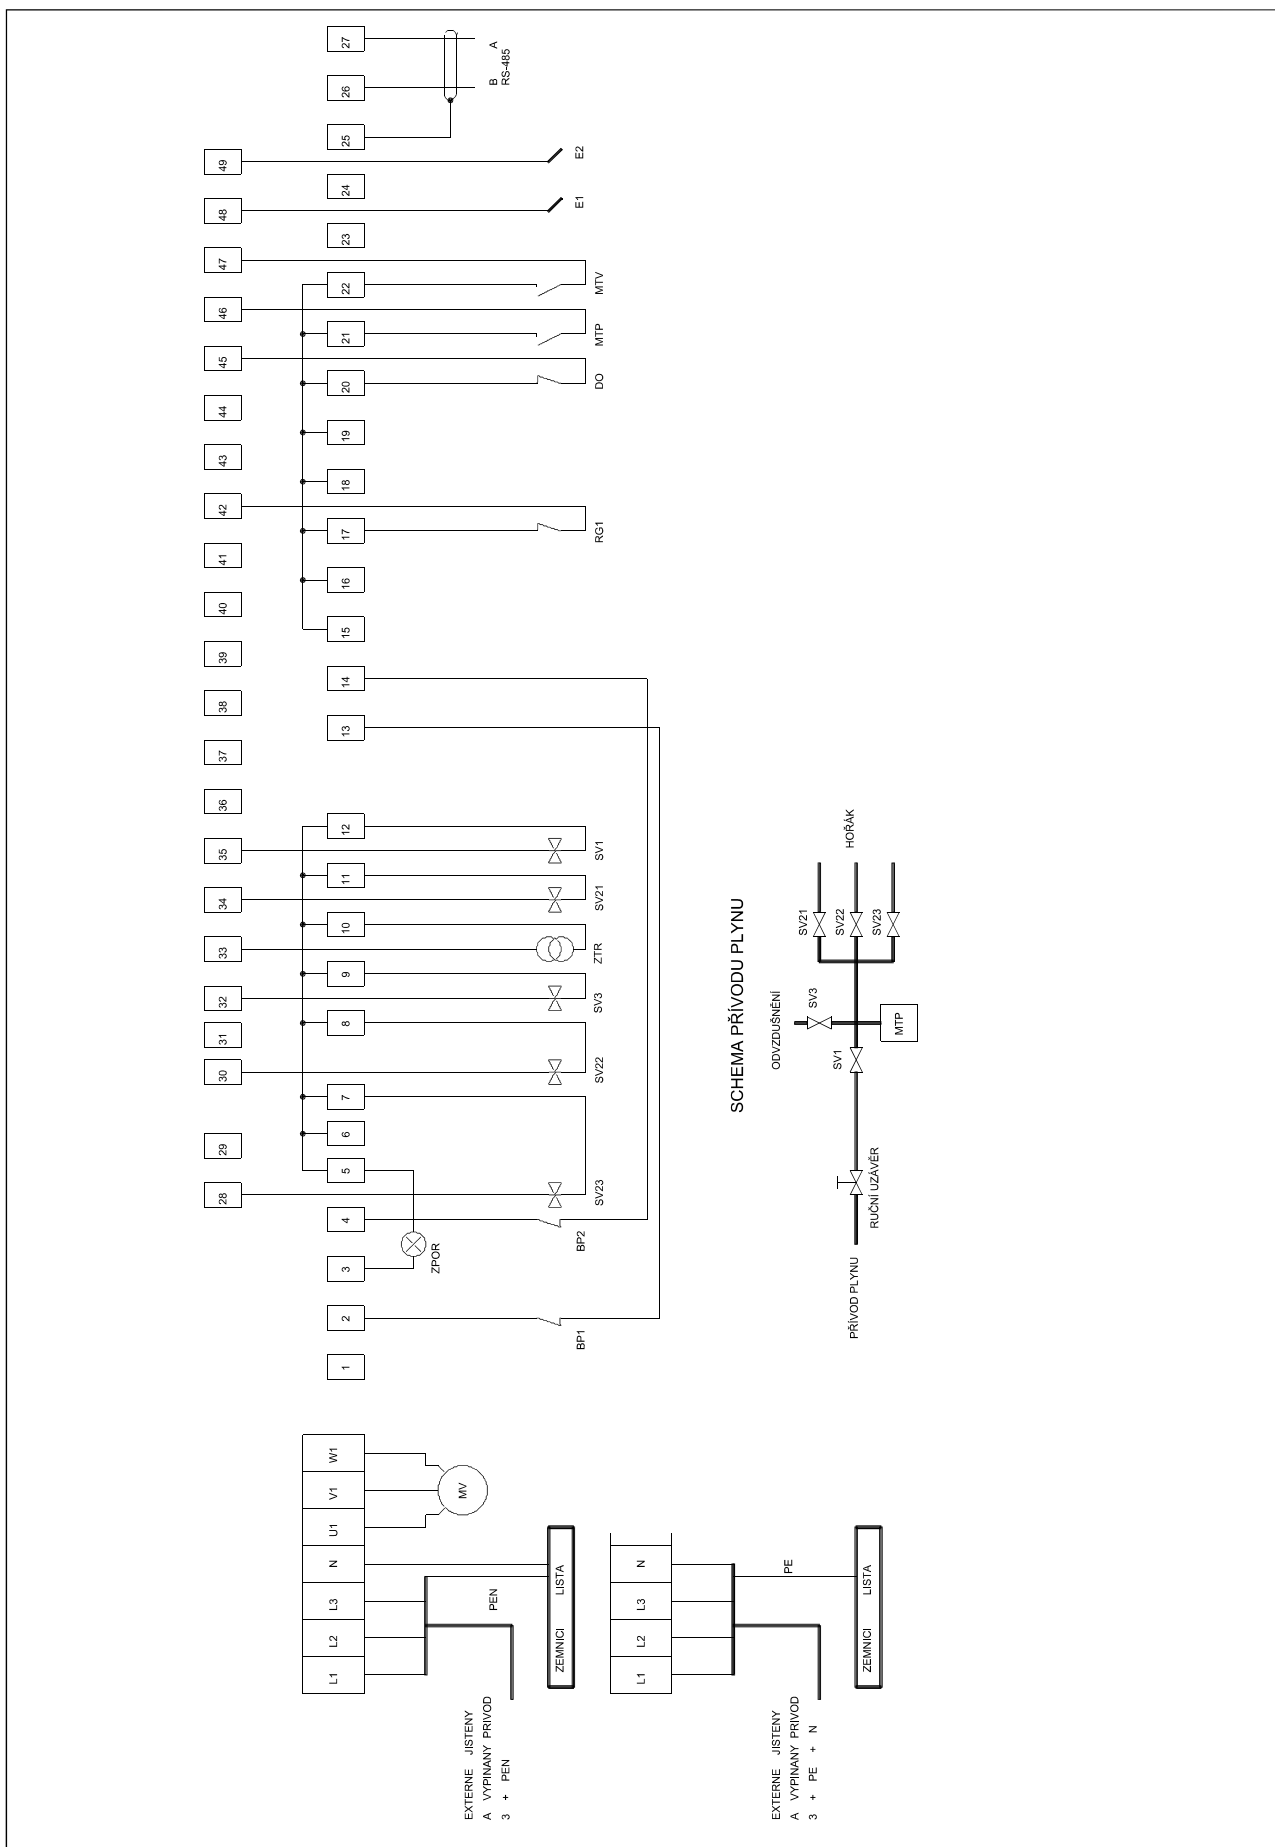 28
29
30
31
32
33
34
35
36
37
38
39
40
41
42
43
44
45
46
47
48
49
L1
L2
L3
N
U1
V1
W1
1
2
3
4
5
6
7
8
9
10
11
12
13
14
15
16
17
18
19
20
21
22
23
24
25
26
27
ZPOR
MV
EXTERNE JISTENY
A VYPINANY PRIVOD
3 + PEN
PEN
B
A
RS-485
ZEMNICI LISTA
BP1
BP2
E1
E2
SV23
SV22
SV3
ZTR
SV21
SV1
RG1
DO
MTP
MTV
L1
L2
L3
N
EXTERNE JISTENY
A VYPINANY PRIVOD
3 + PE + N
PE
ZEMNICI LISTA
SCHEMA PŘÍVODU PLYNU
ODVZDUŠNĚNÍ
SV3
SV21
SV1
SV22
HOŘÁK
PŘÍVOD PLYNU
RUČNÍ UZÁVĚR
SV23
MTP